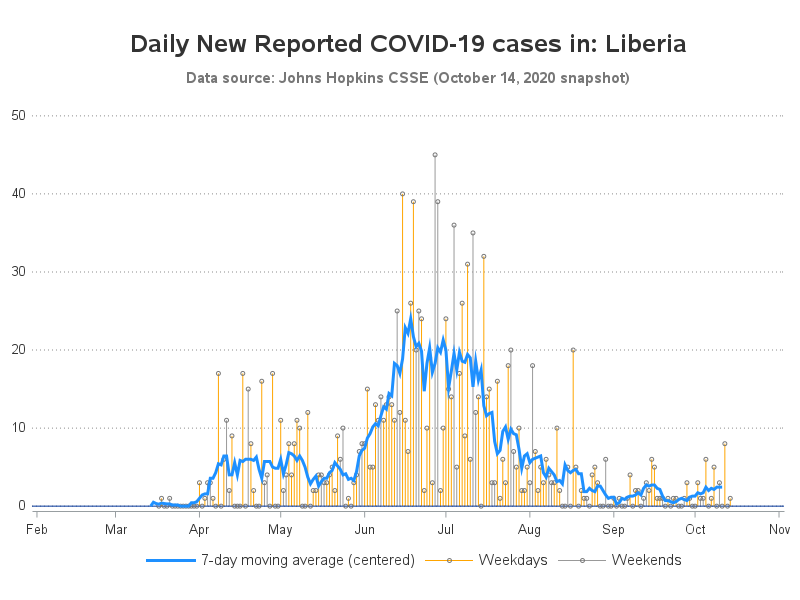 Daily New Reported COVID-19 cases in: Liberia
Data source: Johns Hopkins CSSE (October 14, 2020 snapshot)
50
40
30
20
10
0
Feb Mar Apr May Jun Jul Aug Sep Oct Nov
7-day moving average (centered) Weekdays Weekends